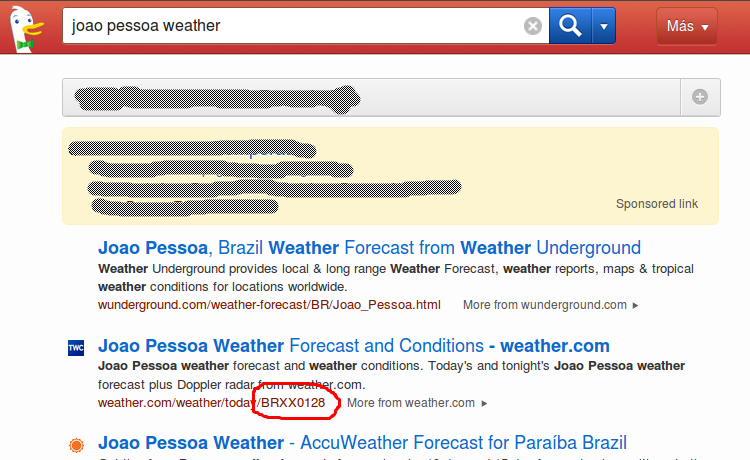 joao pessoa weather
Más
Sponsored link
Joao Pessoa, Brazil Weather Forecast from Weather Underground
Weather Underground provides local & long range Weather Forecast, weather reports, maps & tropical
weather conditions for locations worldwide.
wunderground.com/weather-forecast/BR/Joao_Pessoa.html More from wunderground.com
TWC
Joao Pessoa Weather Forecast and Conditions - weather.com
Joao Pessoa weather forecast and weather conditions. Today's and tonight's Joao Pessoa weather
forecast plus Doppler radar from weather.com.
weather.com/weather/today/BRXX0128 More from weather.com
Joao Pessoa Weather - AccuWeather Forecast for Paraíba Brazil